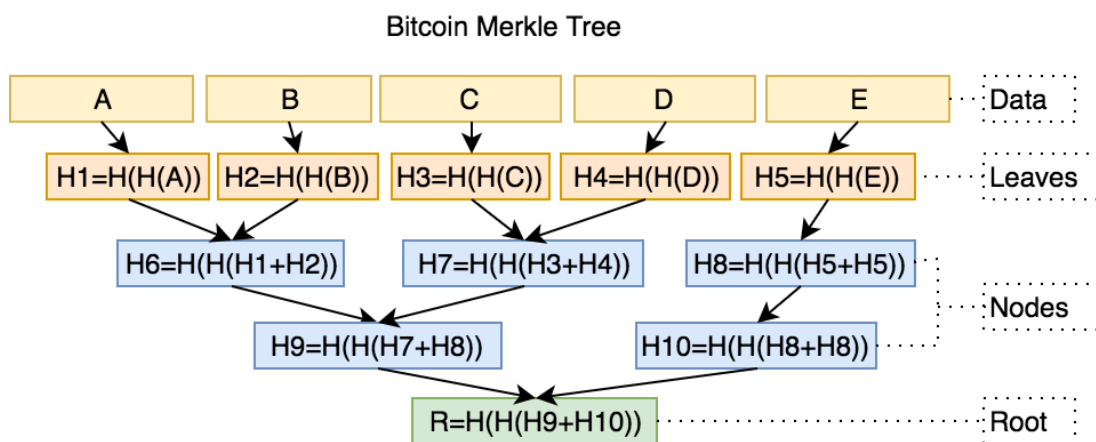 Bitcoin Merkle Tree
A
B
C
D
E
Data
H1=H(H(A))
H2=H(H(B))
H3=H(H(C))
H4=H(H(D))
H5=H(H(E))
Leaves
H6=H(H(H1+H2))
H7=H(H(H3+H4))
H8=H(H(H5+H5))
Nodes
H9=H(H(H7+H8))
H10=H(H(H8+H8))
R=H(H(H9+H10))
Root